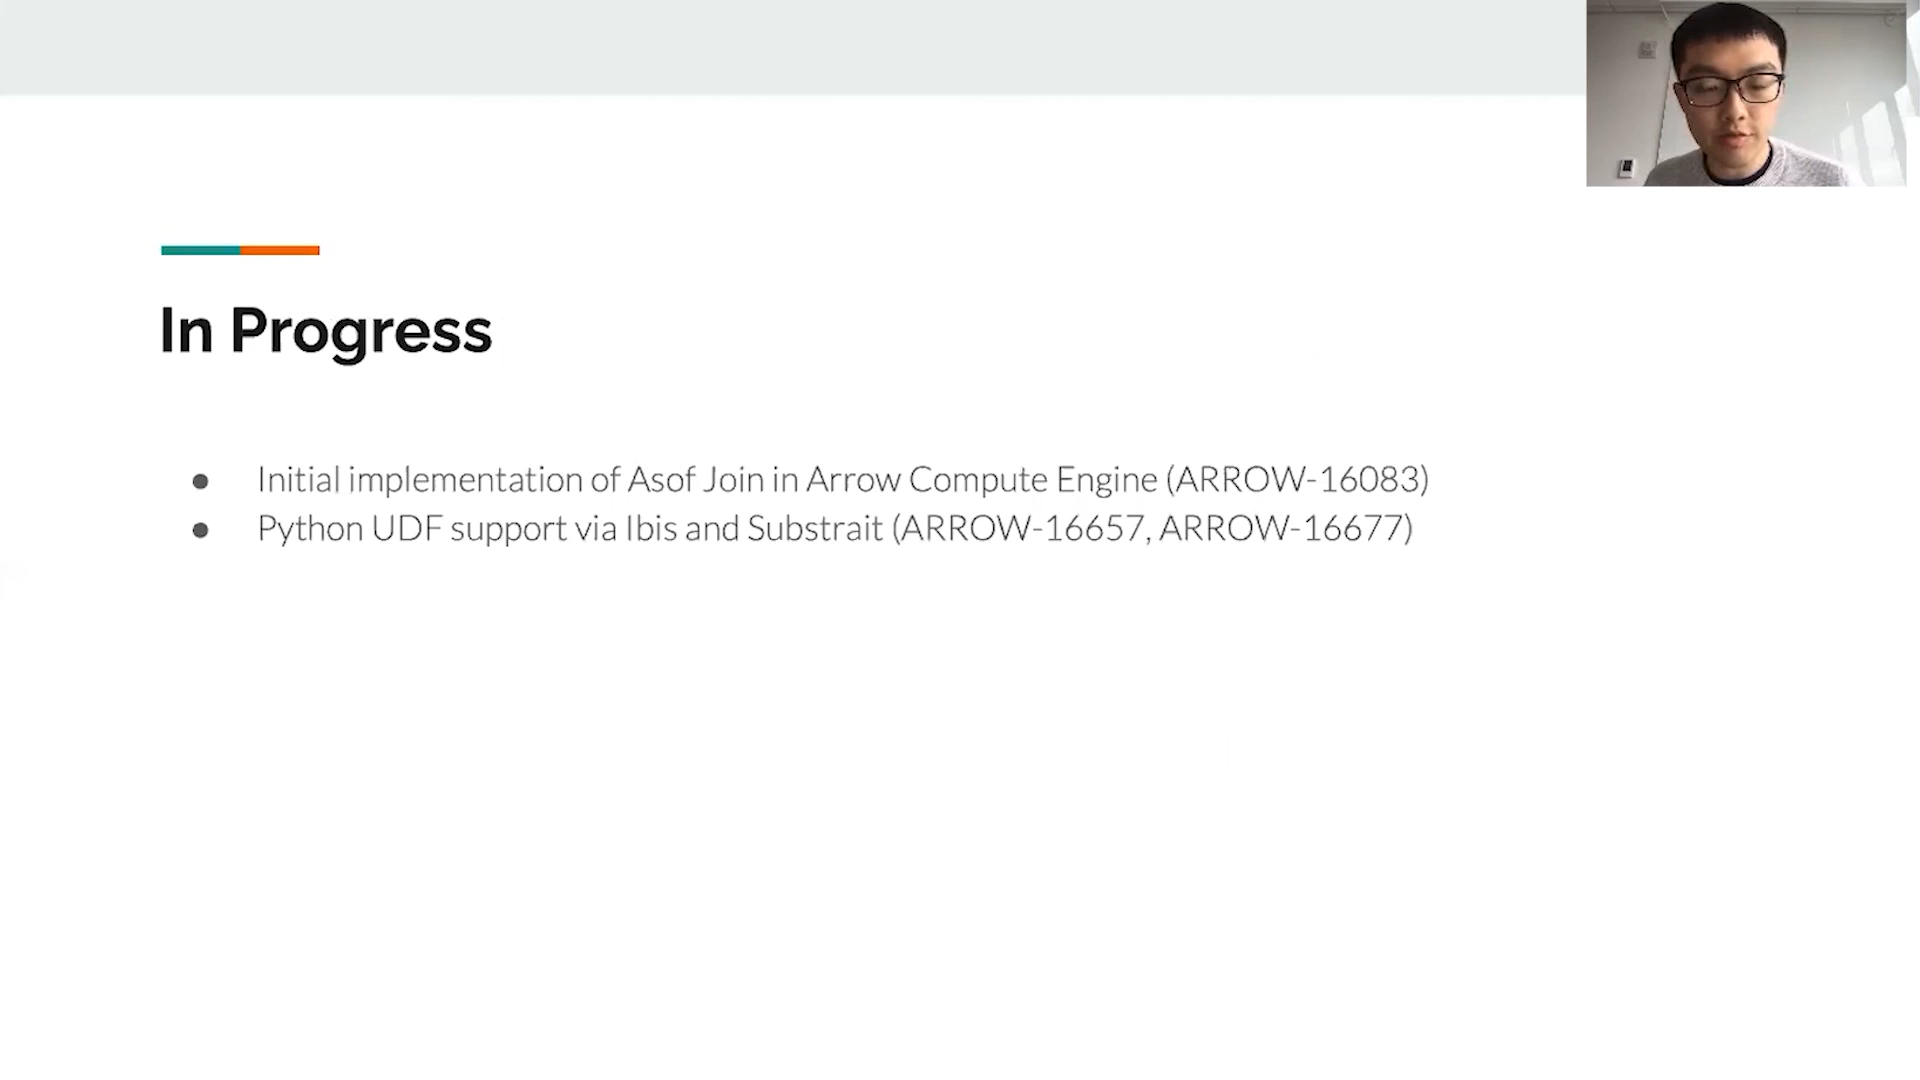 In Progress
● Initial implementation of Asof Join in Arrow Compute Engine (ARROW-16083)
● Python UDF support via Ibis and Substrait (ARROW-16657, ARROW-16677)